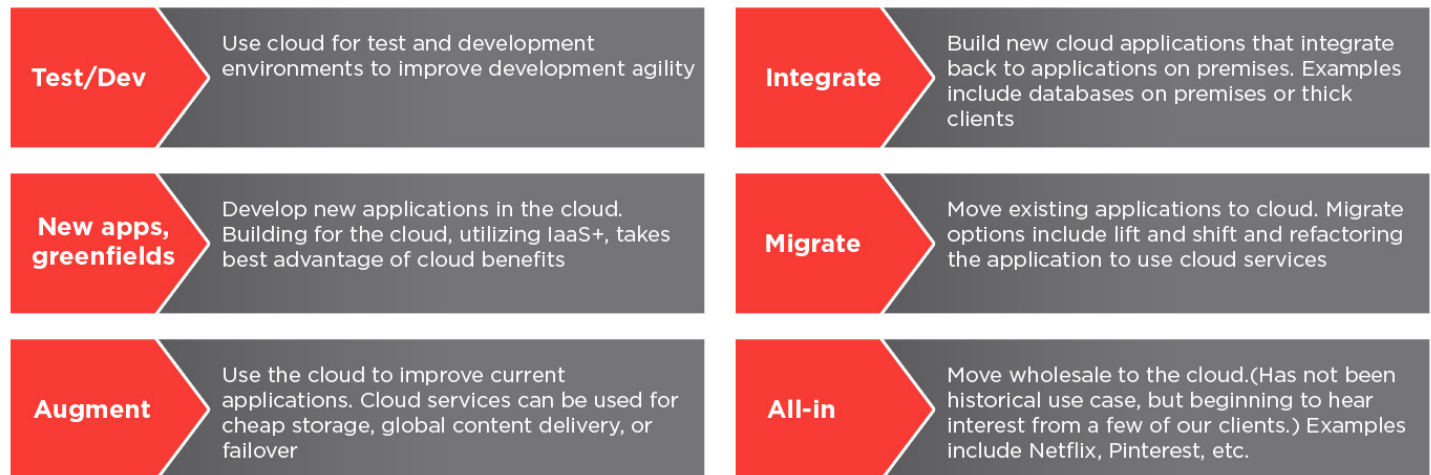 Test/Dev
Use cloud for test and development
environments to improve development agility
New apps,
greenfields
Develop new applications in the cloud.
Building for the cloud, utilizing IaaS+, takes
best advantage of cloud benefits
Augment
Use the cloud to improve current
applications. Cloud services can be used for
cheap storage, global content delivery, or
failover
Integrate
Build new cloud applications that integrate
back to applications on premises. Examples
include databases on premises or thick
clients
Migrate
Move existing applications to cloud. Migrate
options include lift and shift and refactoring
the application to use cloud services
All-in
Move wholesale to the cloud.(Has not been
historical use case, but beginning to hear
interest from a few of our clients.) Examples
include Netflix, Pinterest, etc.